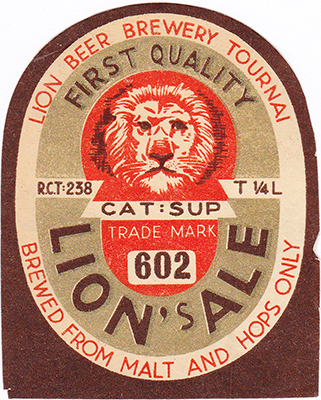 LION BEER BREWERY TOURNAI
FIRST QUALITY
R.C.T:238
T ¼ L
CAT:SUP
TRADE MARK
602
LION'S ALE
BREWED FROM MALT AND HOPS ONLY